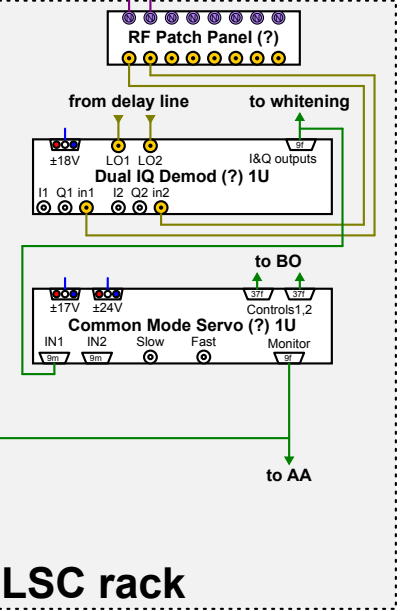 RF Patch Panel (?)
from delay line
to whitening
±18V
LO1
LO2
9f
I&Q outputs
Dual IQ Demod (?) 1U
I1 Q1 in1
I2 Q2 in2
to BO
37f
37f
±17V
±24V
Controls1,2
Common Mode Servo (?) 1U
IN1
IN2
Slow
Fast
Monitor
9m
9m
9f
to AA
LSC rack